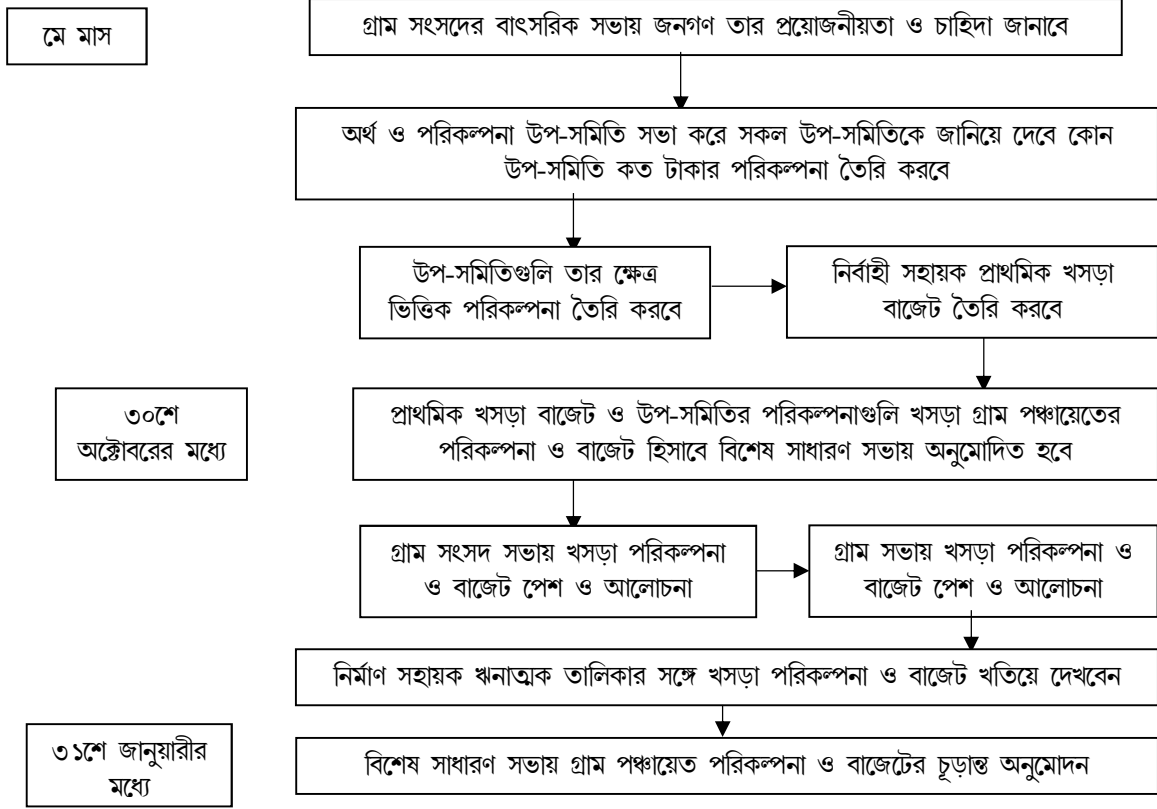 মে মাস
গ্রাম সংসদের বাৎসরিক সভায় জনগণ তার প্রয়োজনীয়তা ও চাহিদা জানাবে
অর্থ ও পরিকল্পনা উপ-সমিতি সভা করে সকল উপ-সমিতিকে জানিয়ে দেবে কোন
উপ-সমিতি কত টাকার পরিকল্পনা তৈরি করবে
উপ-সমিতিগুলি তার ক্ষেত্র
ভিত্তিক পরিকল্পনা তৈরি করবে
নির্বাহী সহায়ক প্রাথমিক খসড়া
বাজেট তৈরি করবে
৩০শে
অক্টোবরের মধ্যে
প্রাথমিক খসড়া বাজেট ও উপ-সমিতির পরিকল্পনাগুলি খসড়া গ্রাম পঞ্চায়েতের
পরিকল্পনা ও বাজেট হিসাবে বিশেষ সাধারণ সভায় অনুমোদিত হবে
গ্রাম সংসদ সভায় খসড়া পরিকল্পনা
ও বাজেট পেশ ও আলোচনা
গ্রাম সভায় খসড়া পরিকল্পনা ও
বাজেট পেশ ও আলোচনা
নির্মাণ সহায়ক ঋনাত্মক তালিকার সঙ্গে খসড়া পরিকল্পনা ও বাজেট খতিয়ে দেখবেন
৩১শে জানুয়ারীর
মধ্যে
বিশেষ সাধারণ সভায় গ্রাম পঞ্চায়েত পরিকল্পনা ও বাজেটের চূড়ান্ত অনুমোদন